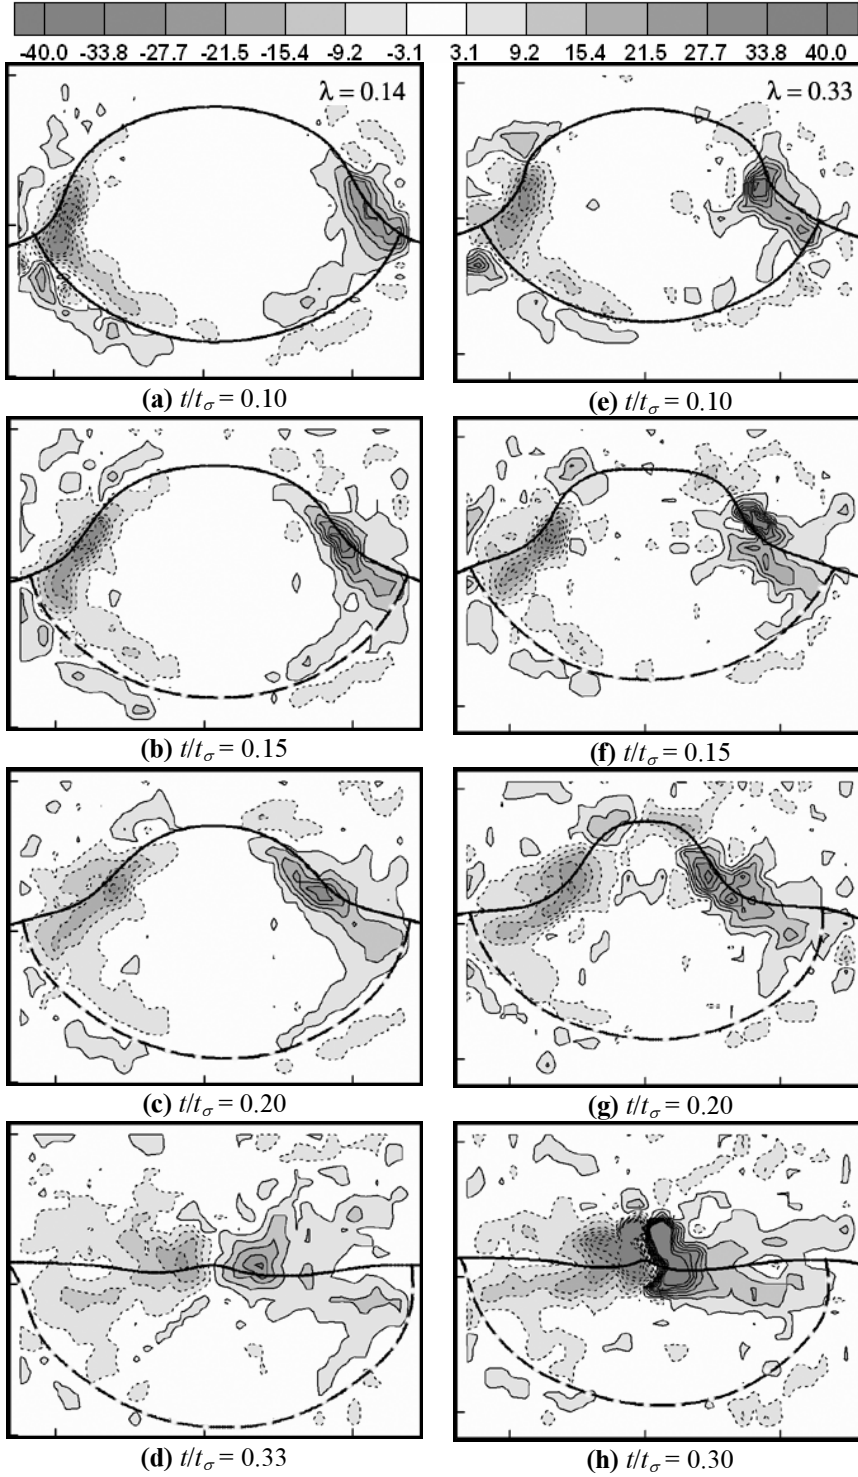 -40.0 -33.8 -27.7 -21.5 -15.4 -9.2 -3.1 3.1 9.2 15.4 21.5 27.7 33.8 40.0
λ = 0.14
λ = 0.33
(a) t/tσ = 0.10
(e) t/tσ = 0.10
(b) t/tσ = 0.15
(f) t/tσ = 0.15
(c) t/tσ = 0.20
(g) t/tσ = 0.20
(d) t/tσ = 0.33
(h) t/tσ = 0.30